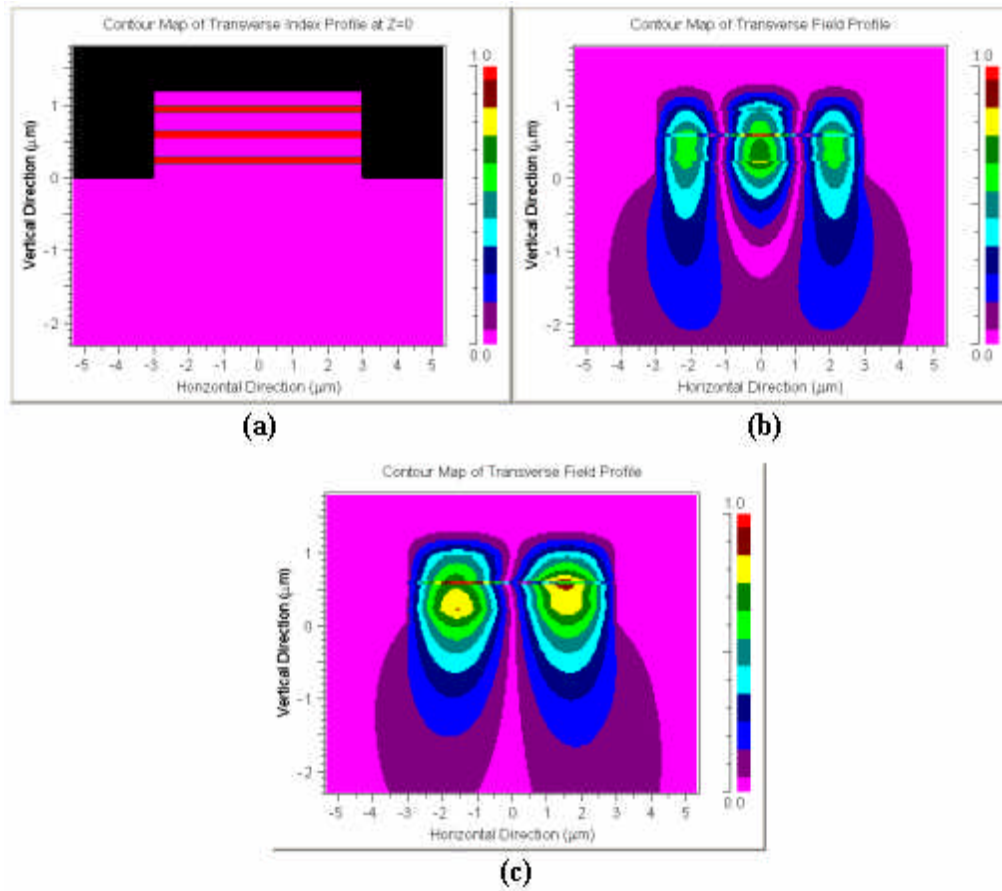 Contour Map of Transverse Index Profile at Z=0
Vertical Direction (μm)
1
0
-1
-2
-5 -4 -3 -2 -1 0 1 2 3 4 5
Horizontal Direction (μm)
1.0
0.0
(a)
Contour Map of Transverse Field Profile
Vertical Direction (μm)
1
0
-1
-2
-5 -4 -3 -2 -1 0 1 2 3 4 5
Horizontal Direction (μm)
1.0
0.0
(b)
Contour Map of Transverse Field Profile
Vertical Direction (μm)
1
0
-1
-2
-5 -4 -3 -2 -1 0 1 2 3 4 5
Horizontal Direction (μm)
1.0
0.0
(c)